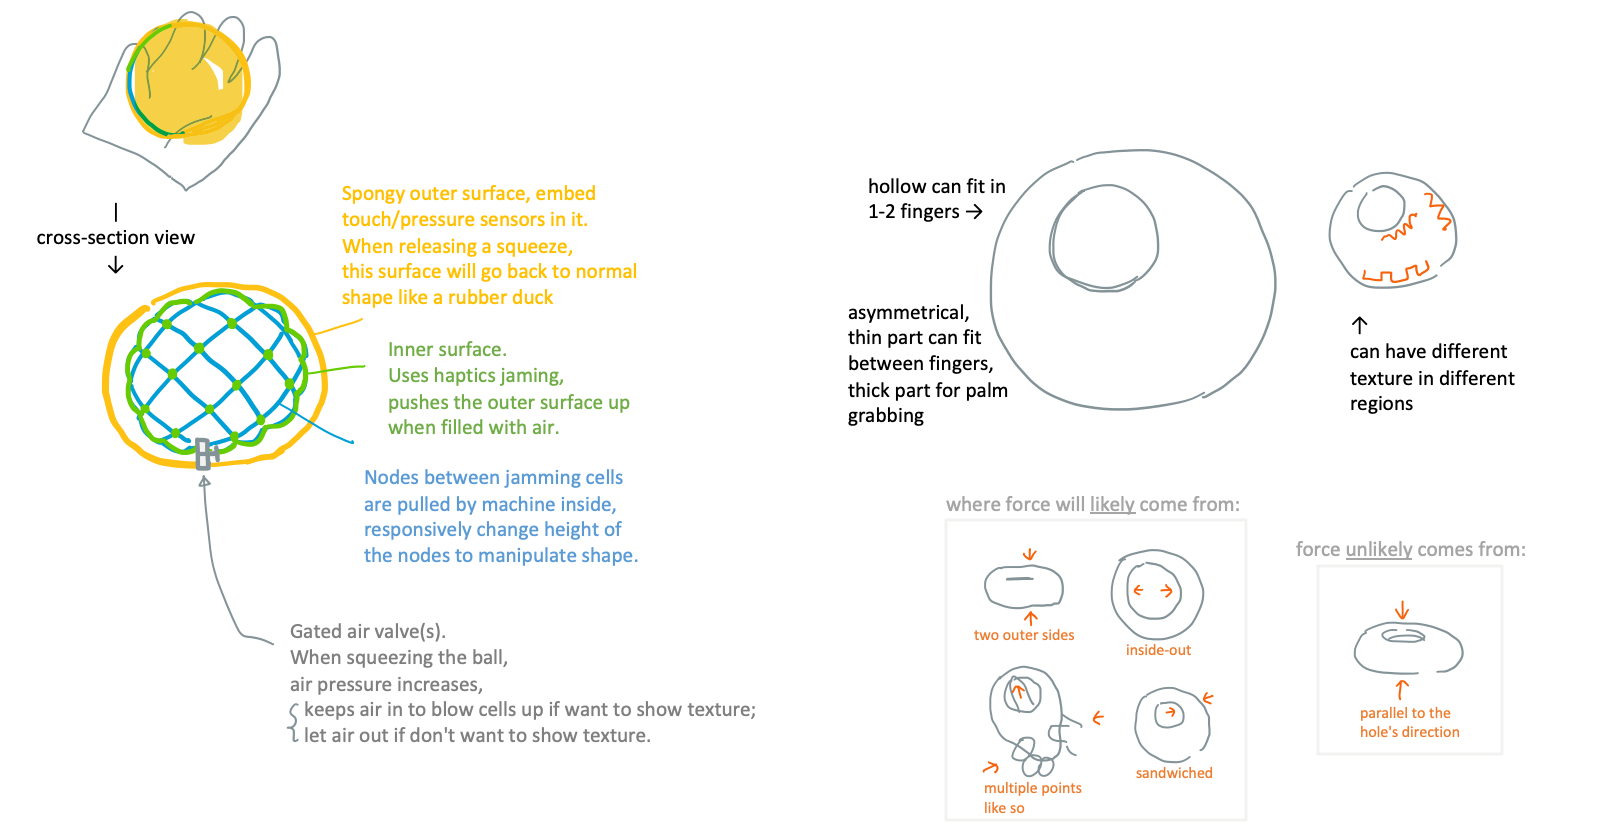 cross-section view
Spongy outer surface, embed
touch/pressure sensors in it.
When releasing a squeeze,
this surface will go back to normal
shape like a rubber duck
Inner surface.
Uses haptics jaming,
pushes the outer surface up
when filled with air.
Nodes between jamming cells
are pulled by machine inside,
responsively change height of
the nodes to manipulate shape.
Gated air valve(s).
When squeezing the ball,
air pressure increases,
keeps air in to blow cells up if want to show texture;
let air out if don't want to show texture.
hollow can fit in
1-2 fingers →
asymmetrical,
thin part can fit
between fingers,
thick part for palm
grabbing
can have different
texture in different
regions
where force will likely come from:
two outer sides
inside-out
multiple points
like so
sandwiched
force unlikely comes from:
parallel to the
hole's direction